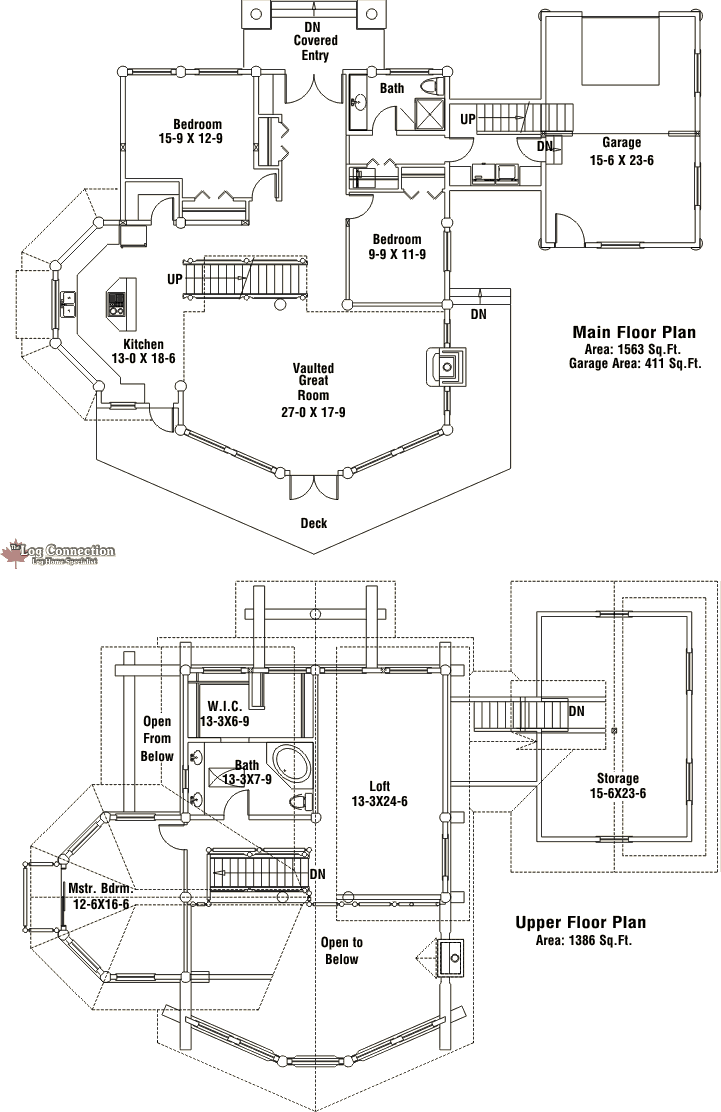 DN
Covered
Entry
Bath
Bedroom
15-9 X 12-9
UP
DN
Garage
15-6 X 23-6
Bedroom
9-9 X 11-9
UP
DN
Kitchen
13-0 X 18-6
Main Floor Plan
Area: 1563 Sq.Ft.
Garage Area: 411 Sq.Ft.
Vaulted
Great
Room
27-0 X 17-9
Deck
The Log Connection
Log Home Specialist
W.I.C.
13-3X6-9
DN
Open
From
Below
Bath
13-3X7-9
Loft
13-3X24-6
Storage
15-6X23-6
DN
Mstr. Bdrm.
12-6X16-6
Upper Floor Plan
Area: 1386 Sq.Ft.
Open to
Below